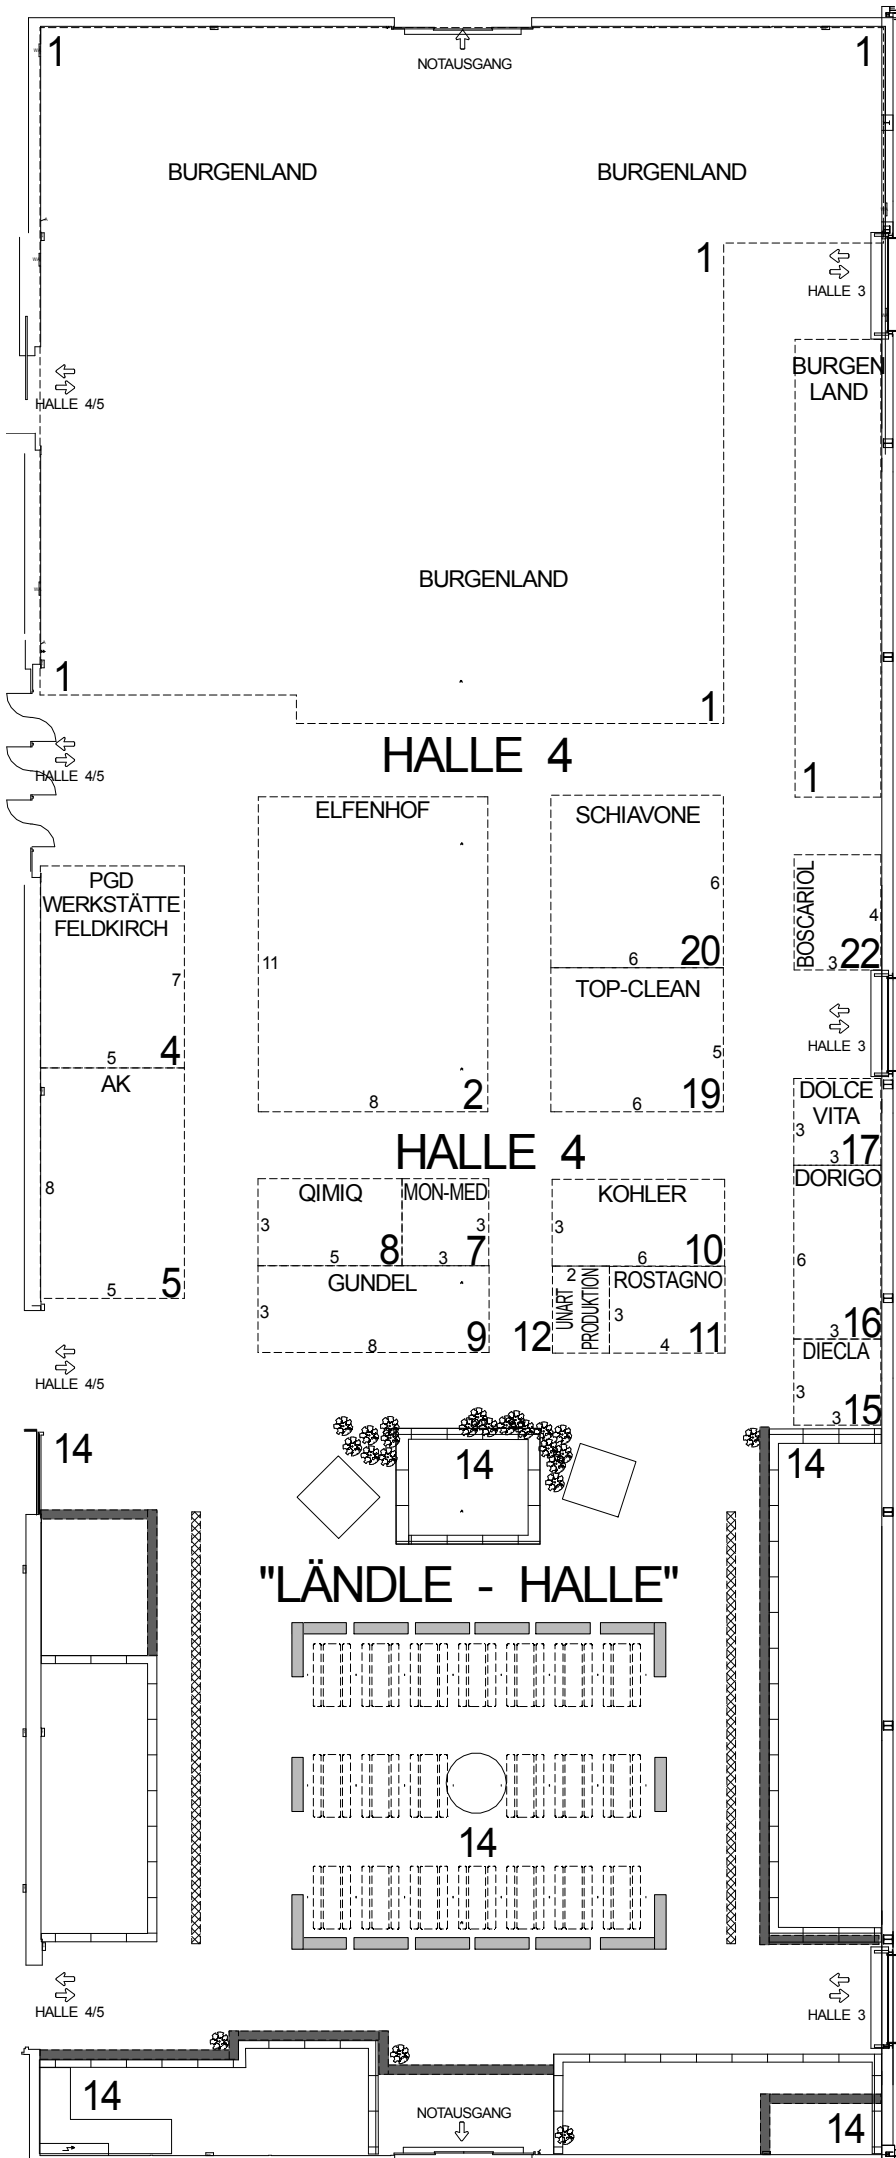 1
1
NOTAUSGANG
BURGENLAND
BURGENLAND
1
HALLE 3
BURGEN
LAND
HALLE 4/5
BURGENLAND
1
1
HALLE 4
HALLE 4/5
1
ELFENHOF
11
8
2
SCHIAVONE
6
6
20
BOSCARIOL
4
3
22
PGD
WERKSTÄTTE
FELDKIRCH
7
5
4
TOP-CLEAN
5
6
19
HALLE 3
AK
8
5
5
DOLCE
VITA
3
3
17
HALLE 4
QIMIQ
3
5
8
MON-MED
3
3
7
KOHLER
3
6
10
DORIGO
6
3
16
GUNDEL
3
8
9
12
UNART
PRODUKTION
2
ROSTAGNO
3
4
11
DIECLA
3
3
15
HALLE 4/5
14
14
14
"LÄNDLE - HALLE"
14
HALLE 4/5
HALLE 3
14
NOTAUSGANG
14